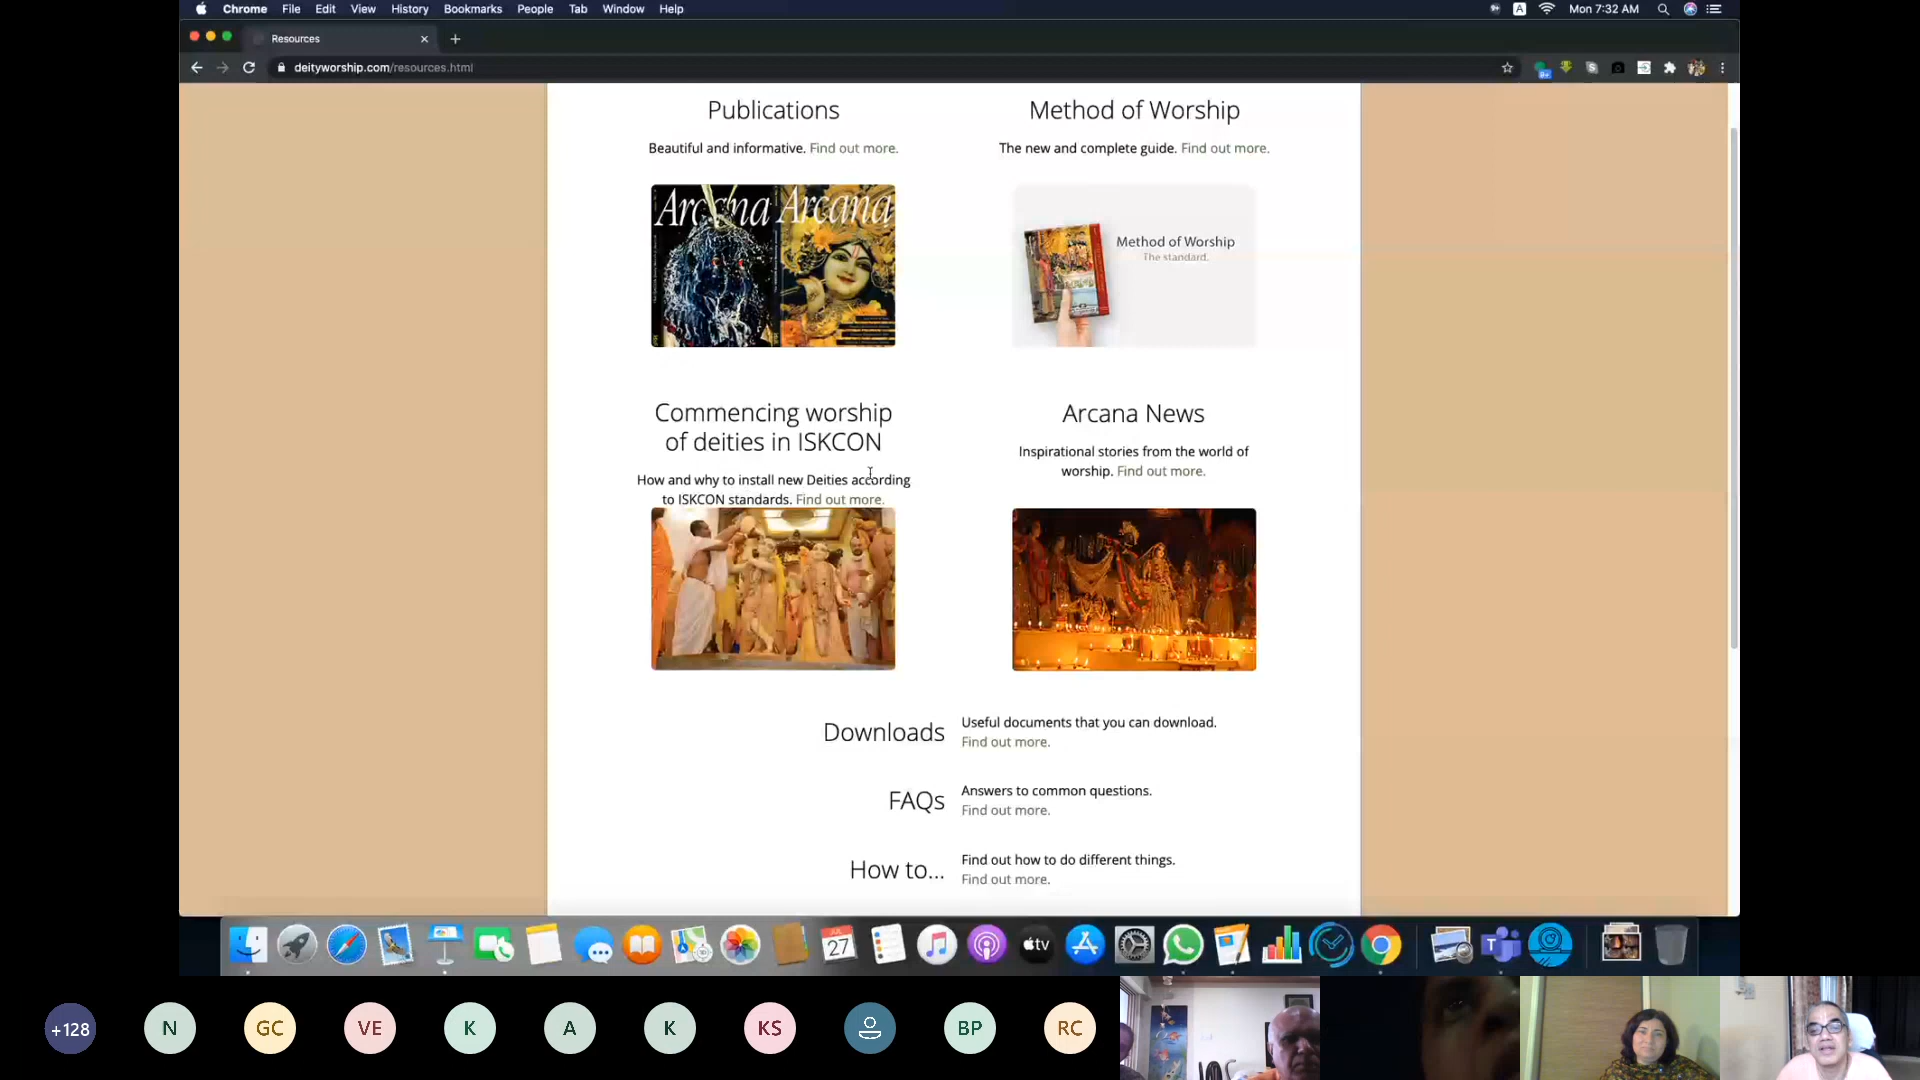 Chrome File Edit View History Bookmarks People Tab Window Help
Mon 7:32 AM
Resources
deityworship.com/resources.html
Publications
Beautiful and informative. Find out more.
Arcana Arcana
Method of Worship
The new and complete guide. Find out more.
Method of Worship
The standard.
Commencing worship
of deities in ISKCON
How and why to install new Deities according
to ISKCON standards. Find out more.
Arcana News
Inspirational stories from the world of
worship. Find out more.
Downloads
Useful documents that you can download.
Find out more.
FAQs
Answers to common questions.
Find out more.
How to...
Find out how to do different things.
Find out more.
JUL
27
tv
+128 N GC VE K A K KS BP RC